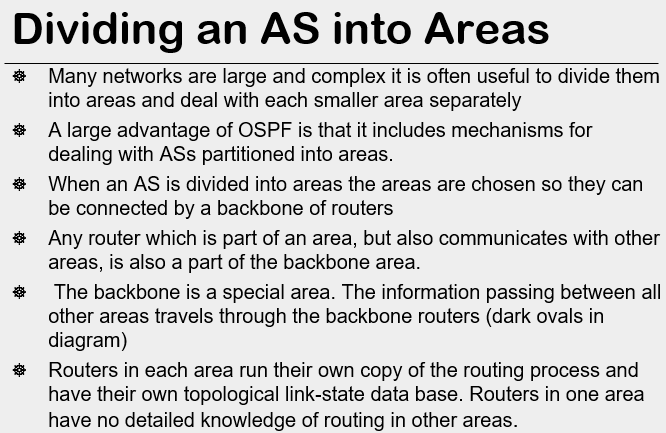 Dividing an AS into Areas
Many networks are large and complex it is often useful to divide them
into areas and deal with each smaller area separately
A large advantage of OSPF is that it includes mechanisms for
dealing with ASs partitioned into areas.
When an AS is divided into areas the areas are chosen so they can
be connected by a backbone of routers
Any router which is part of an area, but also communicates with other
areas, is also a part of the backbone area.
The backbone is a special area. The information passing between all
other areas travels through the backbone routers (dark ovals in
diagram)
Routers in each area run their own copy of the routing process and
have their own topological link-state data base. Routers in one area
have no detailed knowledge of routing in other areas.